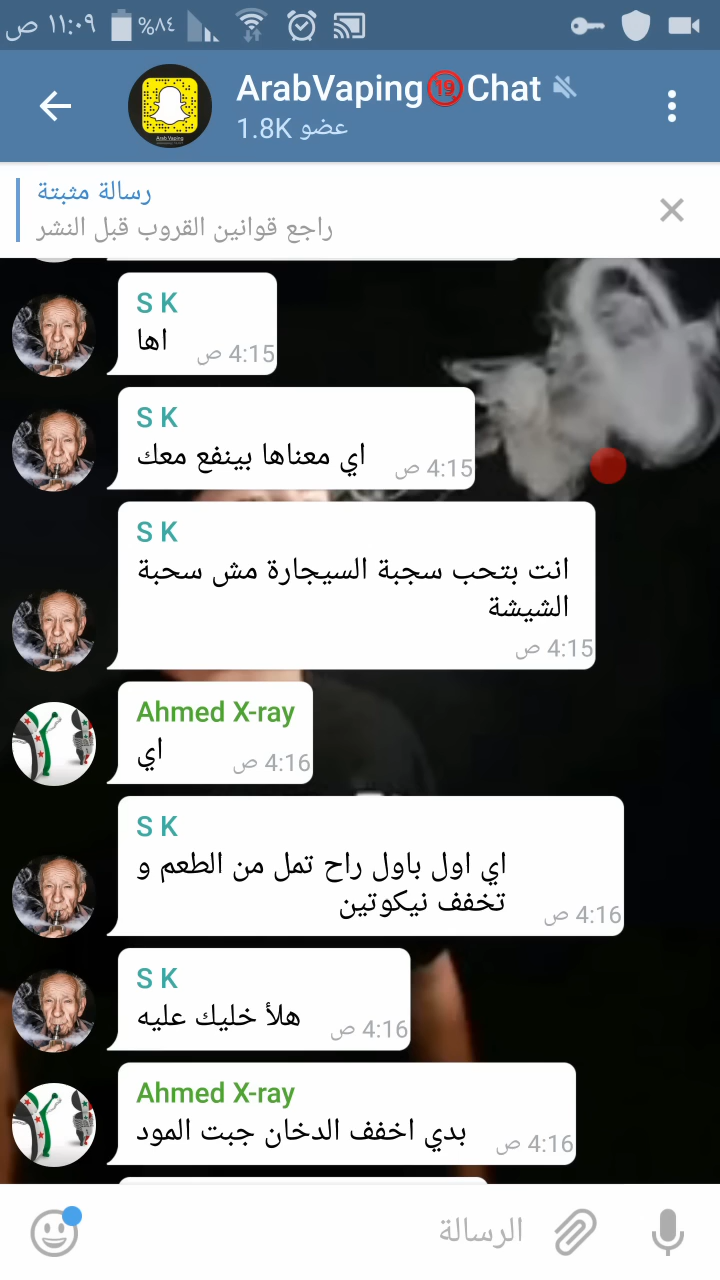 ١١:٠٩ ص
%٨٤
ArabVaping🔞Chat
1.8K عضو
رسالة مثبتة
راجع قوانين القروب قبل النشر
S K
اها
4:15 ص
S K
اي معناها بينفع معك
4:15 ص
S K
انت بتحب سجبة السيجارة مش سحبة
الشيشة
4:15 ص
Ahmed X-ray
اي
4:16 ص
S K
اي اول باول راح تمل من الطعم و
تخفف نيكوتين
4:16 ص
S K
هلأ خليك عليه
4:16 ص
Ahmed X-ray
بدي اخفف الدخان جبت المود
4:16 ص
الرسالة